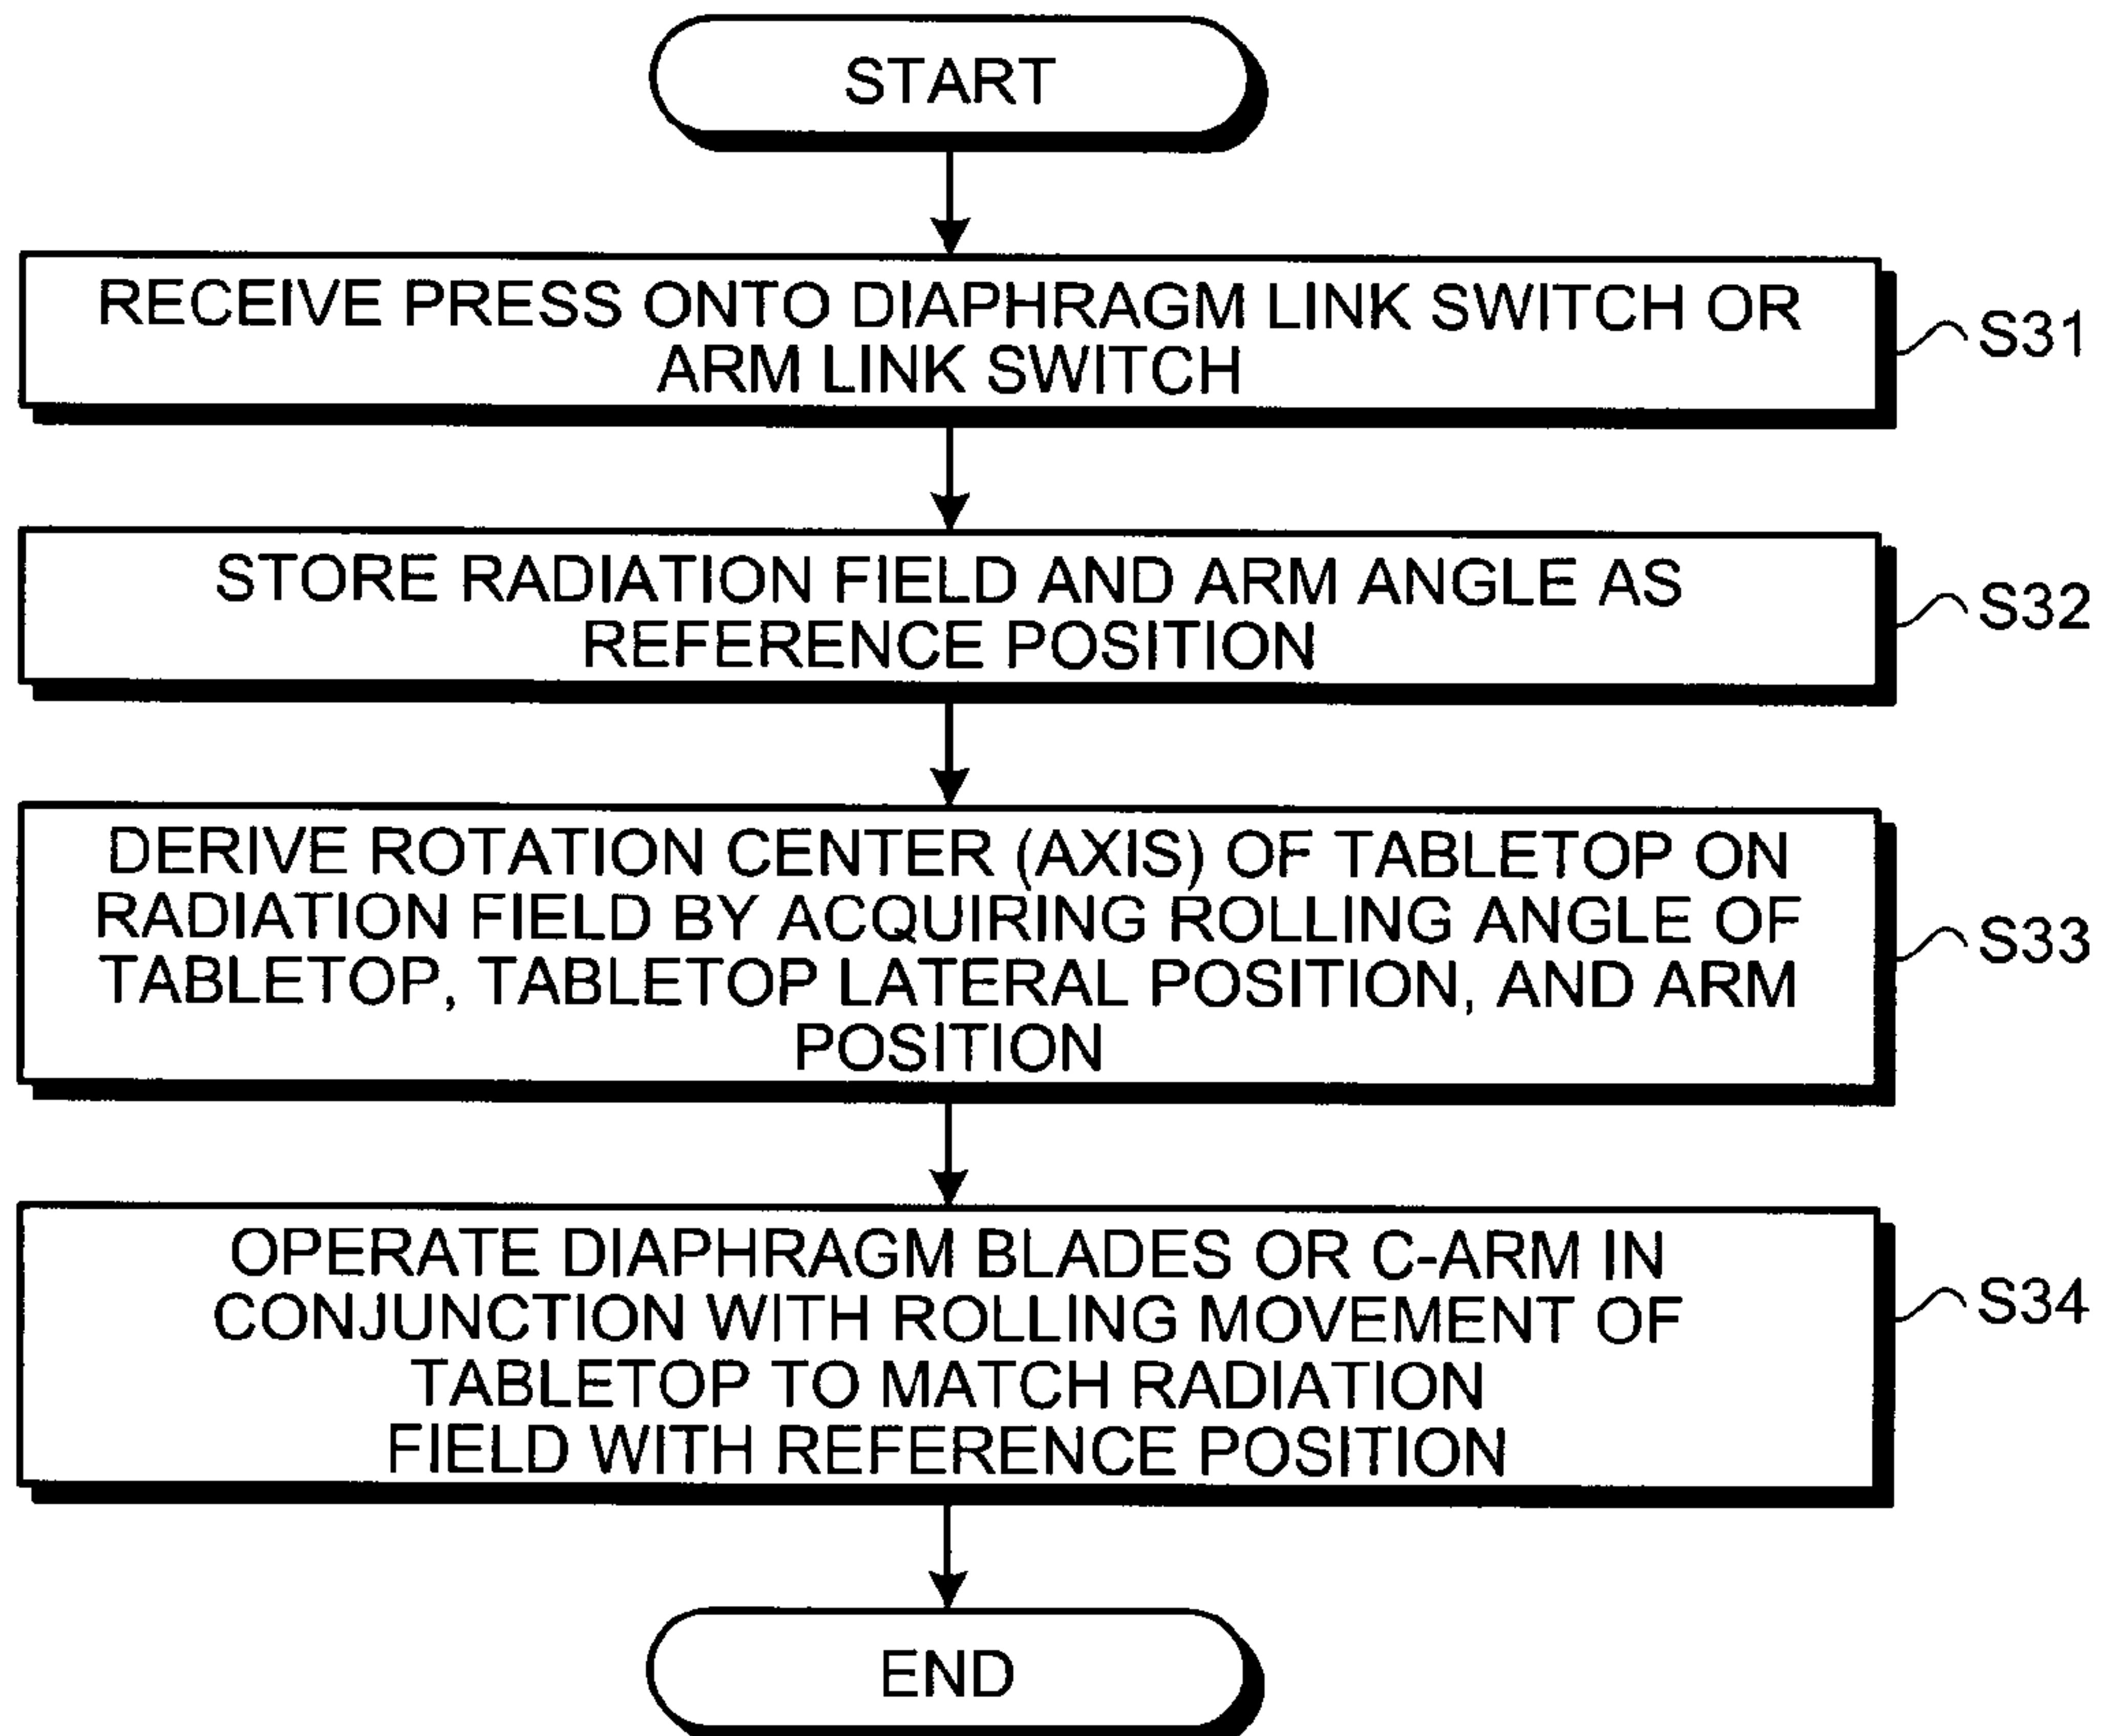 START
RECEIVE PRESS ONTO DIAPHRAGM LINK SWITCH OR
ARM LINK SWITCH
S31
STORE RADIATION FIELD AND ARM ANGLE AS
REFERENCE POSITION
S32
DERIVE ROTATION CENTER (AXIS) OF TABLETOP ON
RADIATION FIELD BY ACQUIRING ROLLING ANGLE OF
TABLETOP, TABLETOP LATERAL POSITION, AND ARM
POSITION
S33
OPERATE DIAPHRAGM BLADES OR C-ARM IN
CONJUNCTION WITH ROLLING MOVEMENT OF
TABLETOP TO MATCH RADIATION
FIELD WITH REFERENCE POSITION
S34
END